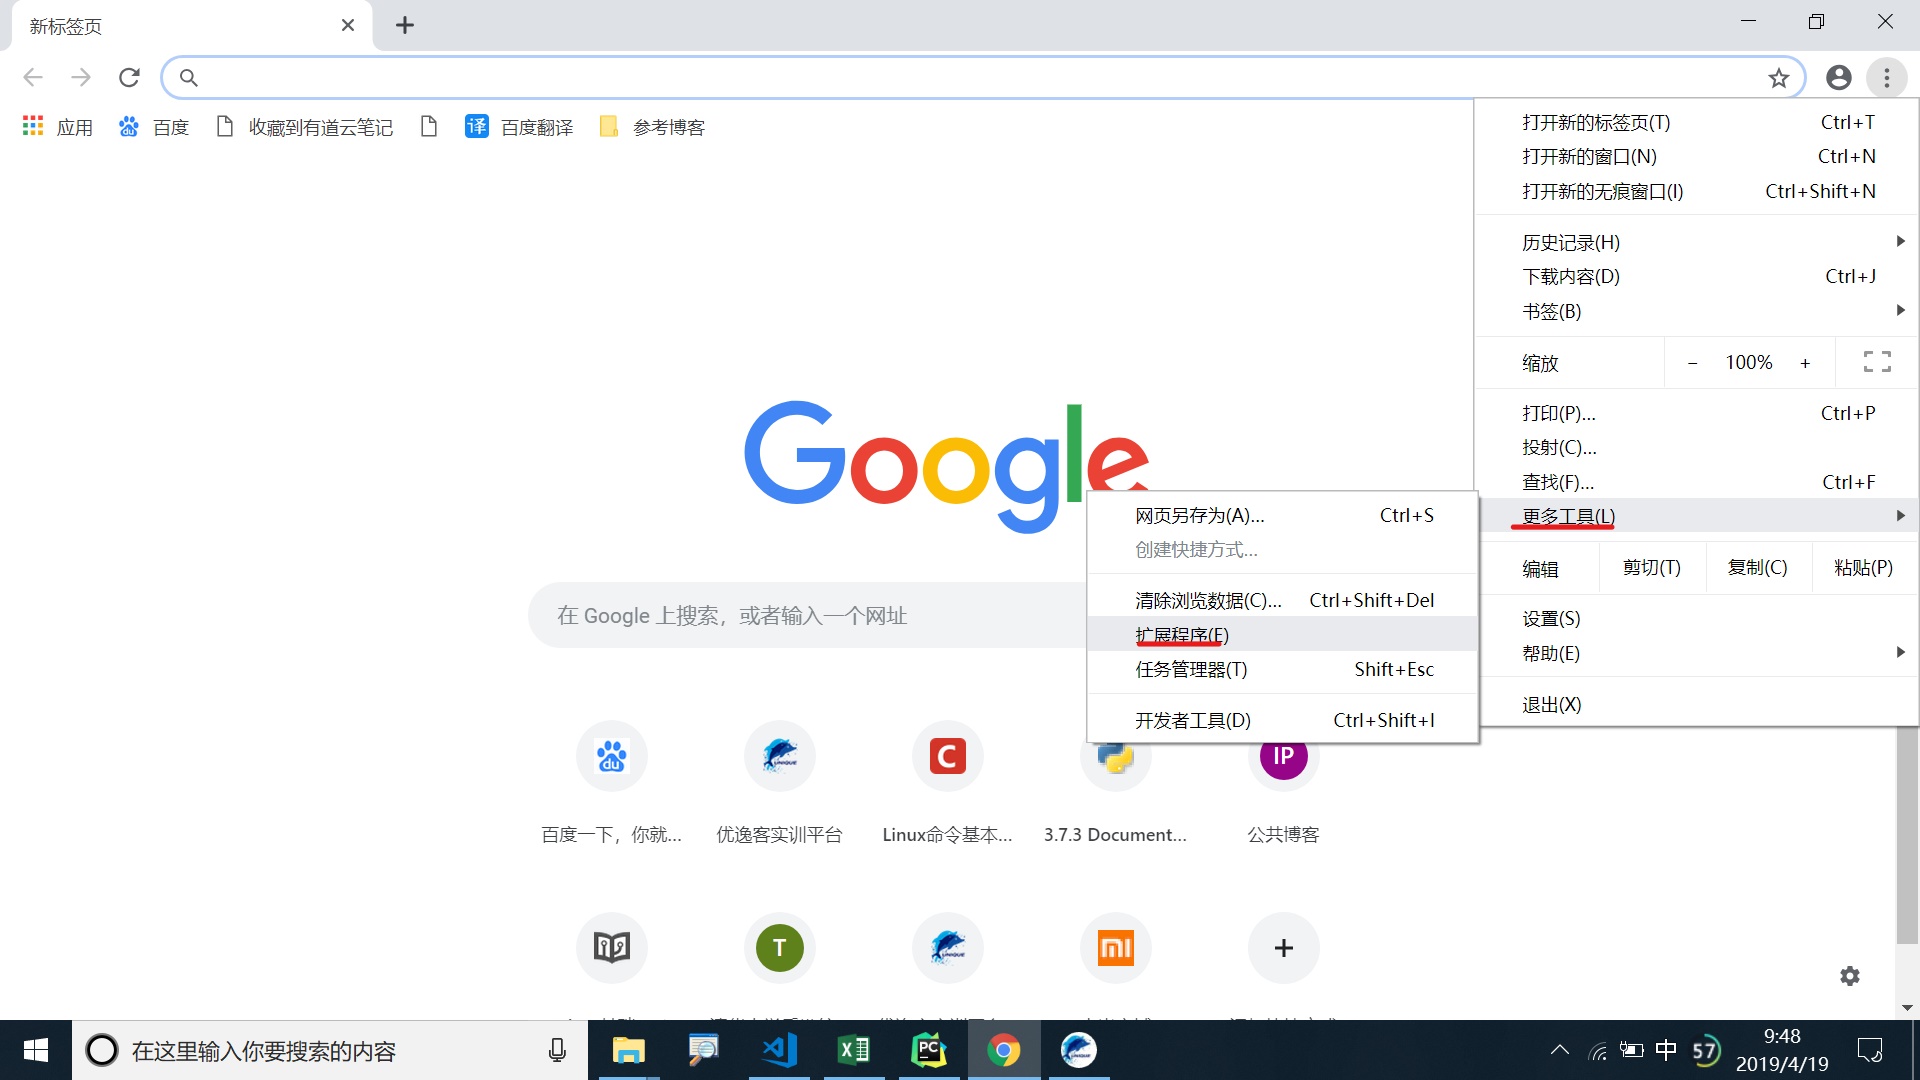 新标签页
应用
百度
收藏到有道云笔记
译
百度翻译
参考博客
打开新的标签页(T) Ctrl+T
打开新的窗口(N) Ctrl+N
打开新的无痕窗口(I) Ctrl+Shift+N
历史记录(H)
下载内容(D) Ctrl+J
书签(B)
缩放 − 100% +
打印(P)... Ctrl+P
投射(C)...
查找(F)... Ctrl+F
更多工具(L)
编辑 剪切(T) 复制(C) 粘贴(P)
设置(S)
帮助(E)
退出(X)
Google
网页另存为(A)... Ctrl+S
创建快捷方式...
清除浏览数据(C)... Ctrl+Shift+Del
扩展程序(E)
任务管理器(T) Shift+Esc
开发者工具(D) Ctrl+Shift+I
在 Google 上搜索，或者输入一个网址
du
UNIQUE
C
IP
百度一下，你就...
优逸客实训平台
Linux命令基本...
3.7.3 Document...
公共博客
T
UNIQUE
mi
在这里输入你要搜索的内容
PC
中
57
9:48
2019/4/19